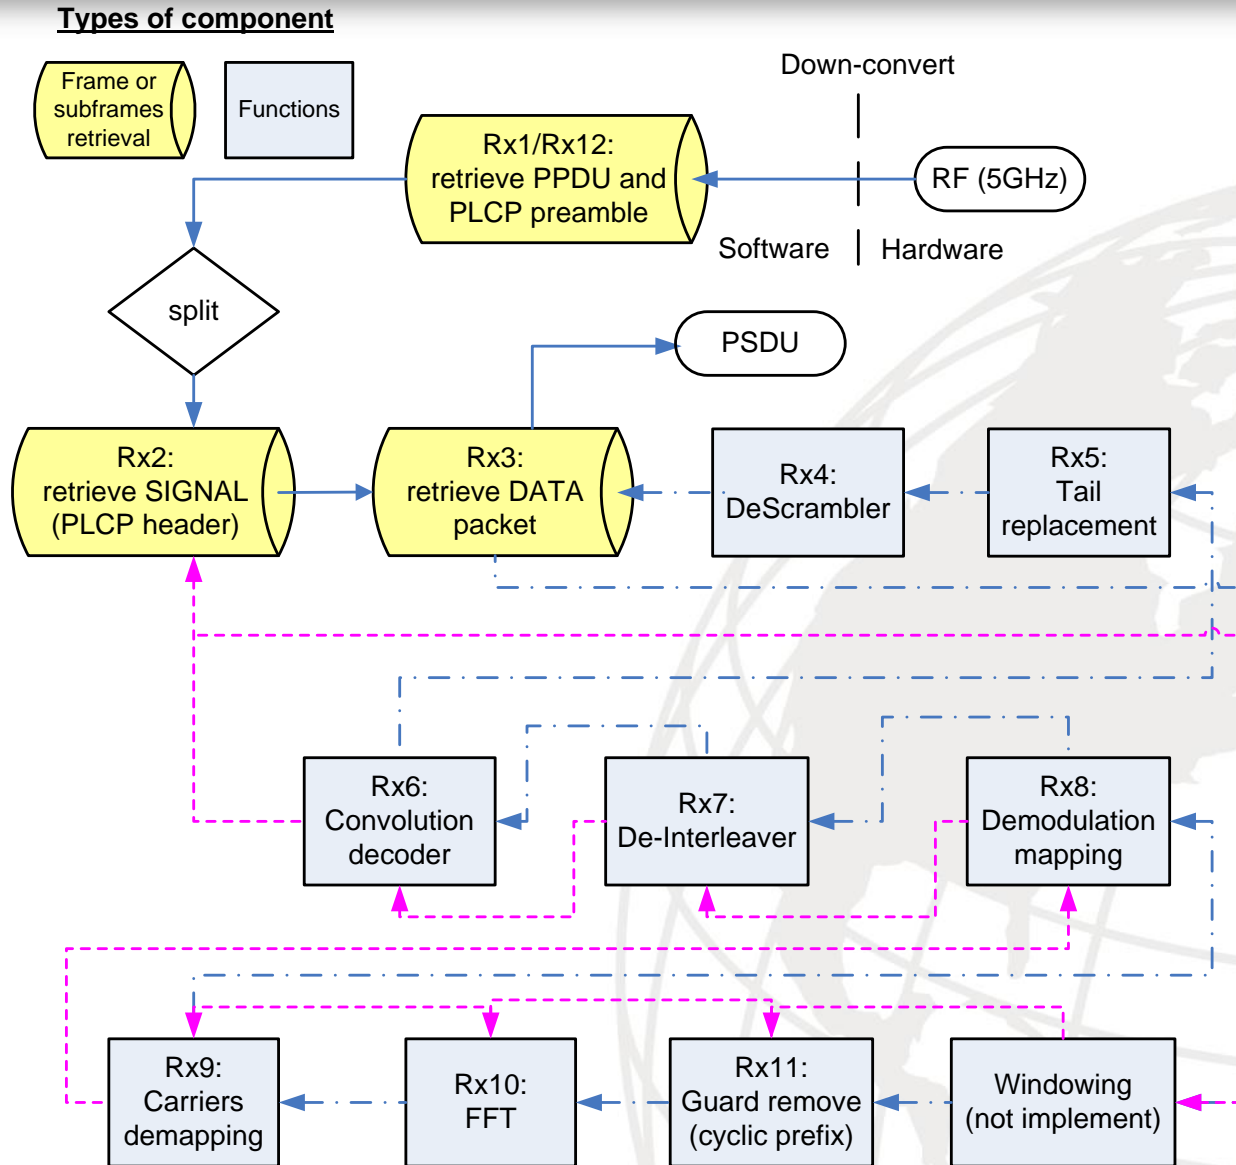 Types of component
Frame or
subframes
retrieval
Functions
Down-convert
Rx1/Rx12:
retrieve PPDU and
PLCP preamble
RF (5GHz)
Software
Hardware
split
PSDU
Rx2:
retrieve SIGNAL
(PLCP header)
Rx3:
retrieve DATA
packet
Rx4:
DeScrambler
Rx5:
Tail
replacement
Rx6:
Convolution
decoder
Rx7:
De-Interleaver
Rx8:
Demodulation
mapping
Rx9:
Carriers
demapping
Rx10:
FFT
Rx11:
Guard remove
(cyclic prefix)
Windowing
(not implement)